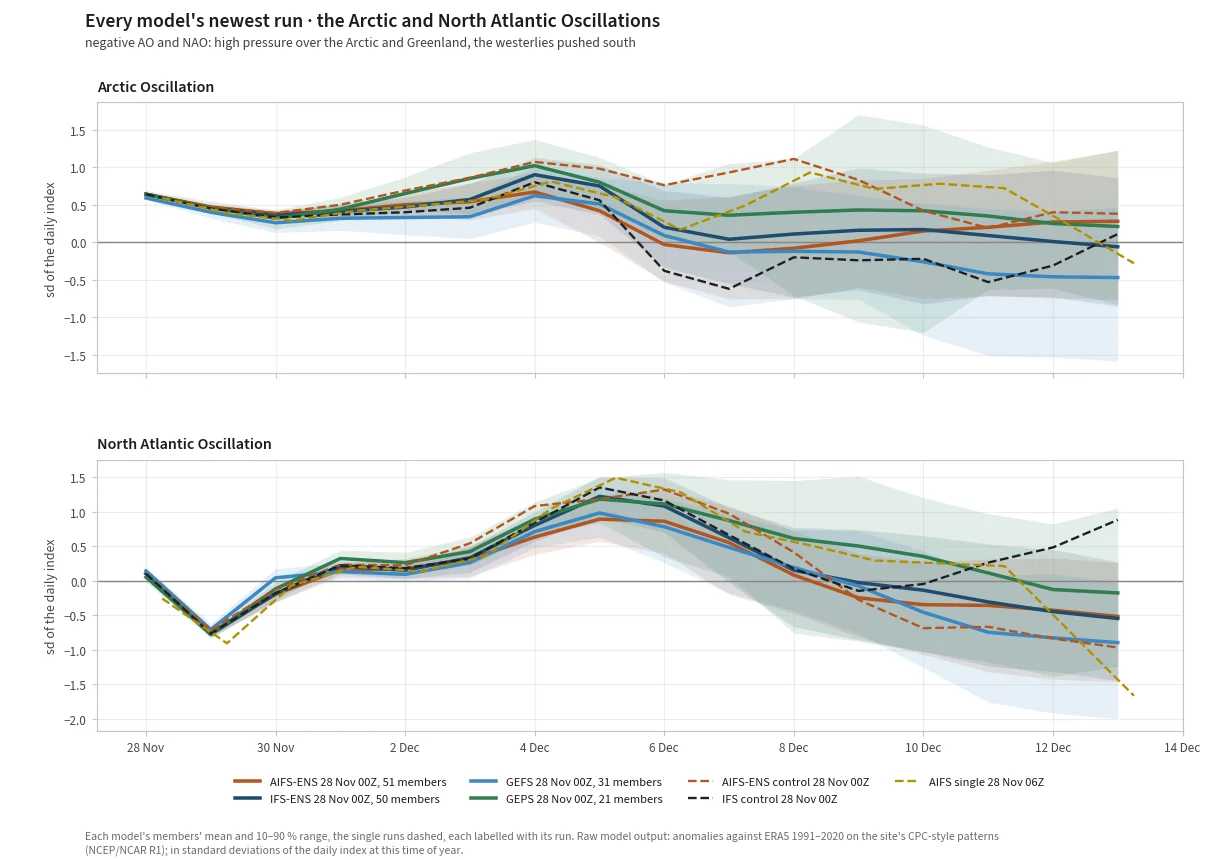 Every model's newest run · the Arctic and North Atlantic Oscillations
negative AO and NAO: high pressure over the Arctic and Greenland, the westerlies pushed south
Arctic Oscillation
sd of the daily index
1.5
1.0
0.5
0.0
−0.5
−1.0
−1.5
North Atlantic Oscillation
sd of the daily index
1.5
1.0
0.5
0.0
−0.5
−1.0
−1.5
−2.0
28 Nov 30 Nov 2 Dec 4 Dec 6 Dec 8 Dec 10 Dec 12 Dec 14 Dec
AIFS-ENS 28 Nov 00Z, 51 members GEFS 28 Nov 00Z, 31 members AIFS-ENS control 28 Nov 00Z AIFS single 28 Nov 06Z
IFS-ENS 28 Nov 00Z, 50 members GEPS 28 Nov 00Z, 21 members IFS control 28 Nov 00Z
Each model's members' mean and 10–90 % range, the single runs dashed, each labelled with its run. Raw model output: anomalies against ERA5 1991–2020 on the site's CPC-style patterns
(NCEP/NCAR R1); in standard deviations of the daily index at this time of year.